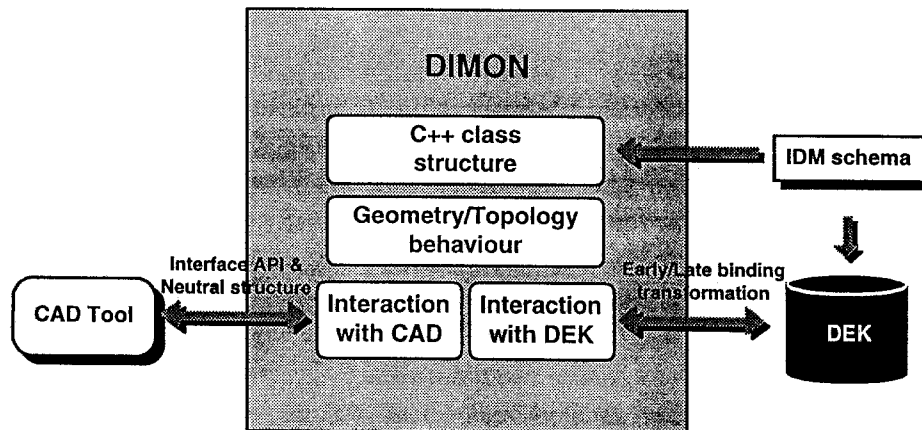 DIMON
C++ class
structure
IDM schema
Geometry/Topology
behaviour
Interface API &
Neutral structure
Early/Late binding
transformation
CAD Tool
Interaction
with CAD
Interaction
with DEK
DEK